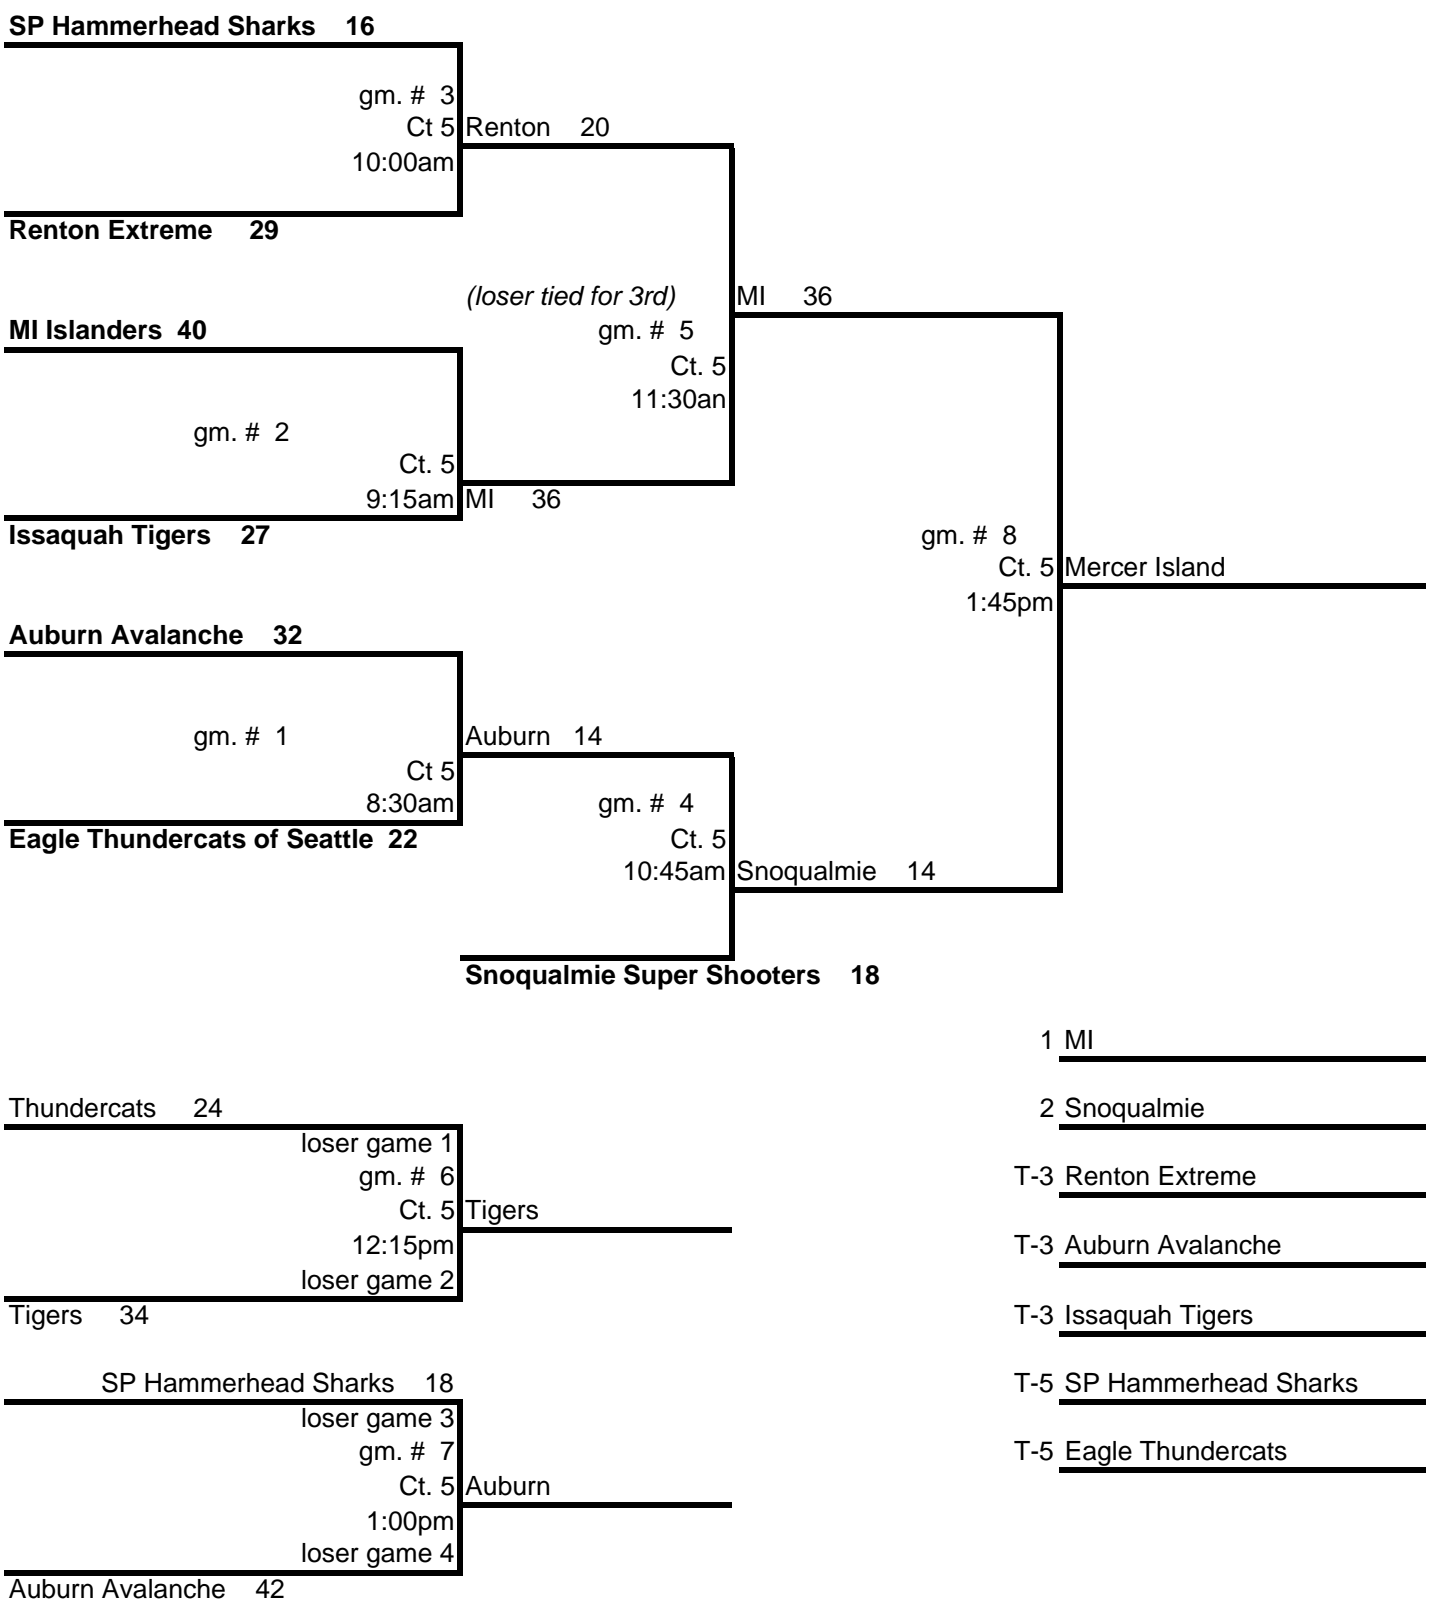 SP Hammerhead Sharks 16
gm. # 3
Ct 5 Renton 20
10:00am
Renton Extreme 29
(loser tied for 3rd) MI 36
MI Islanders 40 gm. # 5
Ct. 5
11:30an
gm. # 2
Ct. 5
9:15am MI 36
Issaquah Tigers 27 gm. # 8
Ct. 5 Mercer Island
1:45pm
Auburn Avalanche 32
gm. # 1 Auburn 14
Ct 5
8:30am gm. # 4
Eagle Thundercats of Seattle 22 Ct. 5
10:45am Snoqualmie 14
Snoqualmie Super Shooters 18
1 MI
Thundercats 24 2 Snoqualmie
loser game 1
gm. # 6 T-3 Renton Extreme
Ct. 5 Tigers
12:15pm T-3 Auburn Avalanche
loser game 2
Tigers 34 T-3 Issaquah Tigers
SP Hammerhead Sharks 18 T-5 SP Hammerhead Sharks
loser game 3
gm. # 7 T-5 Eagle Thundercats
Ct. 5 Auburn
1:00pm
loser game 4
Auburn Avalanche 42